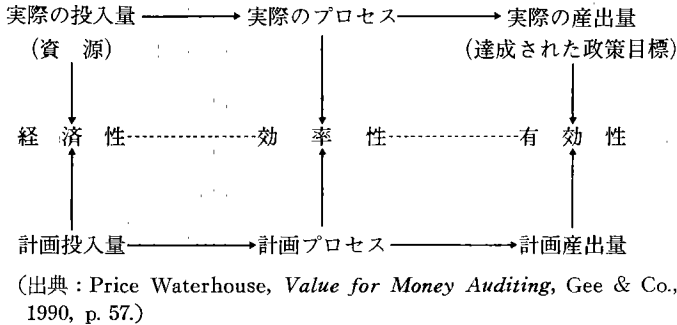 実際の投入量 実際のプロセス 実際の産出量
(資 源) (達成された政策目標)
経 済 性 効 率 性 有 効 性
計画投入量 計画プロセス 計画産出量
(出典:Price Waterhouse, Value for Money Auditing, Gee & Co.,
1990, p. 57.)